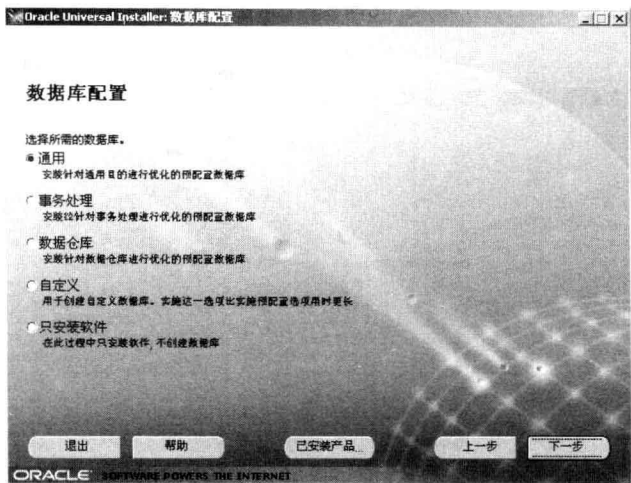 Oracle Universal Installer: 数据库配置
数据库配置
选择所需的数据库。
通用
安装针对通用目的进行优化的预配置数据库
事务处理
安装针对事务处理进行优化的预配置数据库
数据仓库
安装针对数据仓库进行优化的预配置数据库
自定义
用于创建自定义数据库。实施这一选项比实施预配置选项用时更长
只安装软件
在此过程中只安装软件, 不创建数据库
退出 帮助 已安装产品... 上一步 下一步
ORACLE SOFTWARE POWERS THE INTERNET